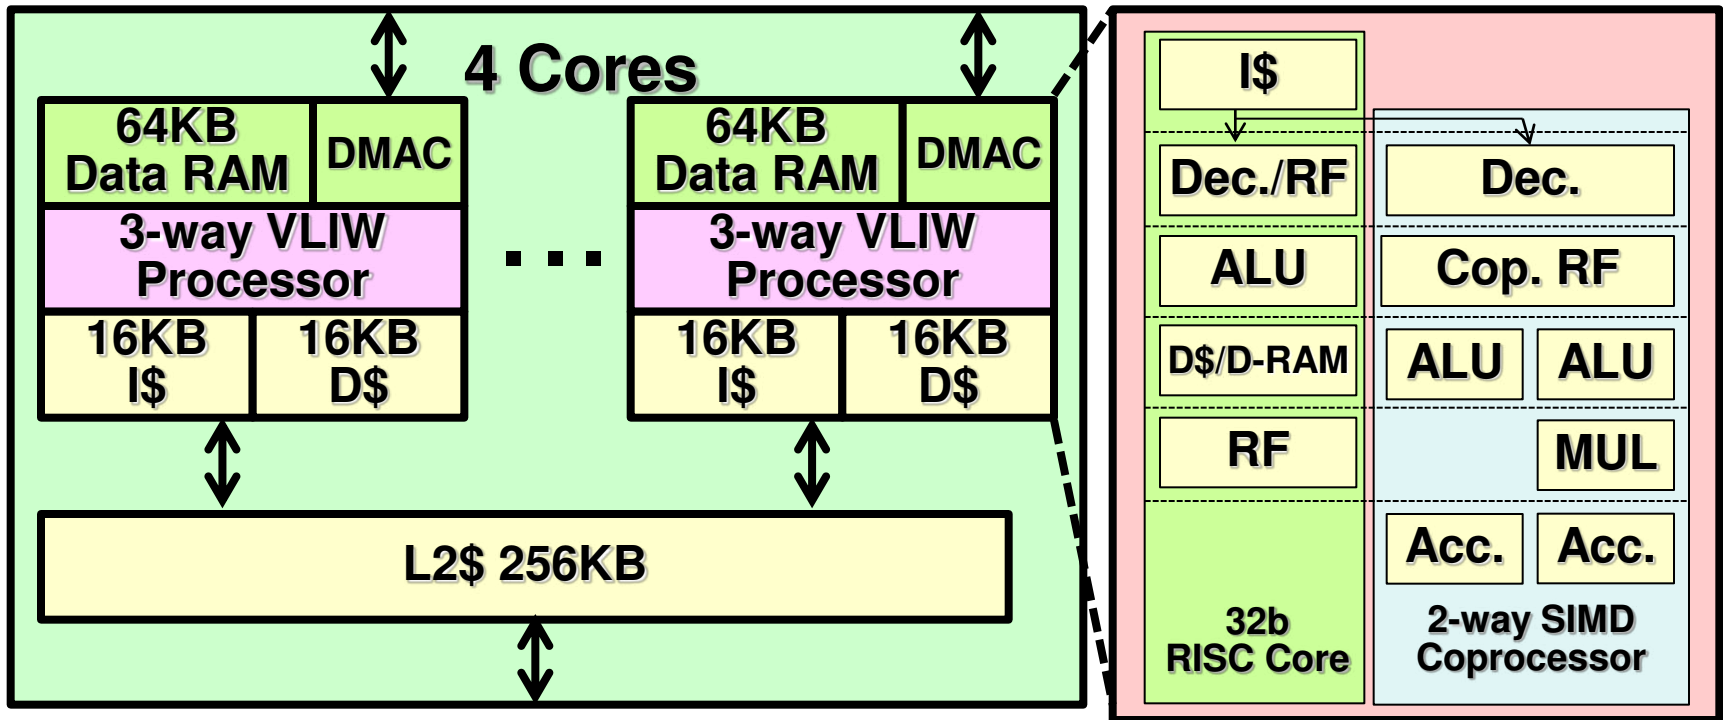 4 Cores
64KB
Data RAM
DMAC
3-way VLIW
Processor
16KB
I$
16KB
D$
64KB
Data RAM
DMAC
3-way VLIW
Processor
16KB
I$
16KB
D$
L2$ 256KB
I$
Dec./RF
Dec.
ALU
Cop. RF
D$/D-RAM
ALU
ALU
RF
MUL
Acc.
Acc.
32b
RISC Core
2-way SIMD
Coprocessor